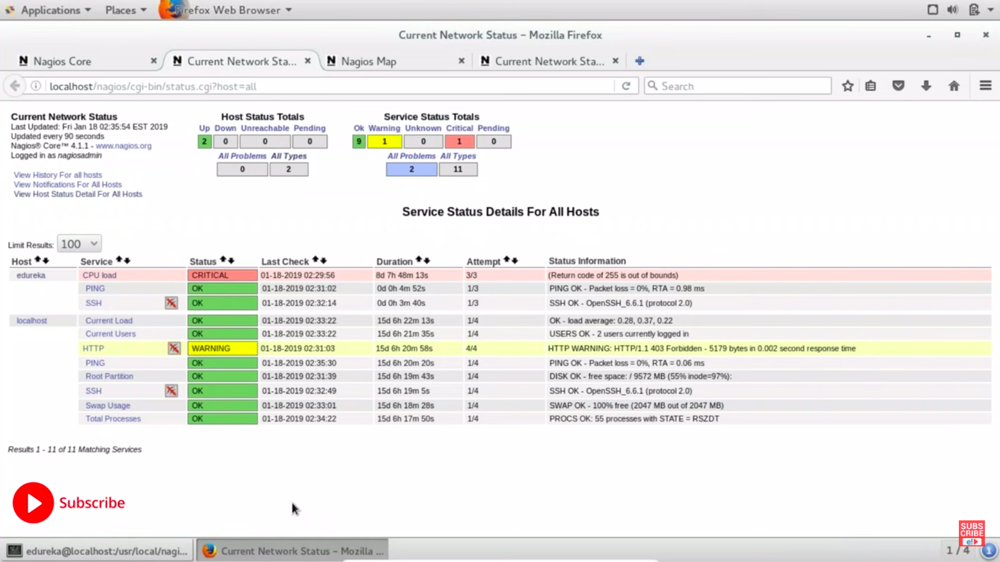 Applications Places Firefox Web Browser
Current Network Status – Mozilla Firefox
Nagios Core Current Network Sta... Nagios Map Current Network Sta...
localhost/nagios/cgi-bin/status.cgi?host=all Search
Current Network Status
Last Updated: Fri Jan 18 02:35:54 EST 2019
Updated every 90 seconds
Nagios® Core™ 4.1.1 - www.nagios.org
Logged in as nagiosadmin
View History For all hosts
View Notifications For All Hosts
View Host Status Detail For All Hosts
Host Status Totals
Up Down Unreachable Pending
2 0 0 0
All Problems All Types
0 2
Service Status Totals
Ok Warning Unknown Critical Pending
9 1 0 1 0
All Problems All Types
2 11
Service Status Details For All Hosts
Limit Results: 100
Host Service Status Last Check Duration Attempt Status Information
edureka CPU load CRITICAL 01-18-2019 02:29:56 8d 7h 48m 13s 3/3 (Return code of 255 is out of bounds)
PING OK 01-18-2019 02:31:02 0d 0h 4m 52s 1/3 PING OK - Packet loss = 0%, RTA = 0.98 ms
SSH OK 01-18-2019 02:32:14 0d 0h 3m 40s 1/3 SSH OK - OpenSSH_6.6.1 (protocol 2.0)
localhost Current Load OK 01-18-2019 02:33:22 15d 6h 22m 13s 1/4 OK - load average: 0.28, 0.37, 0.22
Current Users OK 01-18-2019 02:33:22 15d 6h 21m 35s 1/4 USERS OK - 2 users currently logged in
HTTP WARNING 01-18-2019 02:31:03 15d 6h 20m 58s 4/4 HTTP WARNING: HTTP/1.1 403 Forbidden - 5179 bytes in 0.002 second response time
PING OK 01-18-2019 02:35:30 15d 6h 20m 20s 1/4 PING OK - Packet loss = 0%, RTA = 0.06 ms
Root Partition OK 01-18-2019 02:31:39 15d 6h 19m 43s 1/4 DISK OK - free space: / 9572 MB (55% inode=97%):
SSH OK 01-18-2019 02:32:49 15d 6h 19m 5s 1/4 SSH OK - OpenSSH_6.6.1 (protocol 2.0)
Swap Usage OK 01-18-2019 02:33:01 15d 6h 18m 28s 1/4 SWAP OK - 100% free (2047 MB out of 2047 MB)
Total Processes OK 01-18-2019 02:34:22 15d 6h 17m 50s 1/4 PROCS OK: 55 processes with STATE = RSZDT
Results 1 - 11 of 11 Matching Services
Subscribe
SUBS
CRIBE
e!
edureka@localhost:/usr/local/nagi... Current Network Status – Mozilla ... 1 / 4 1